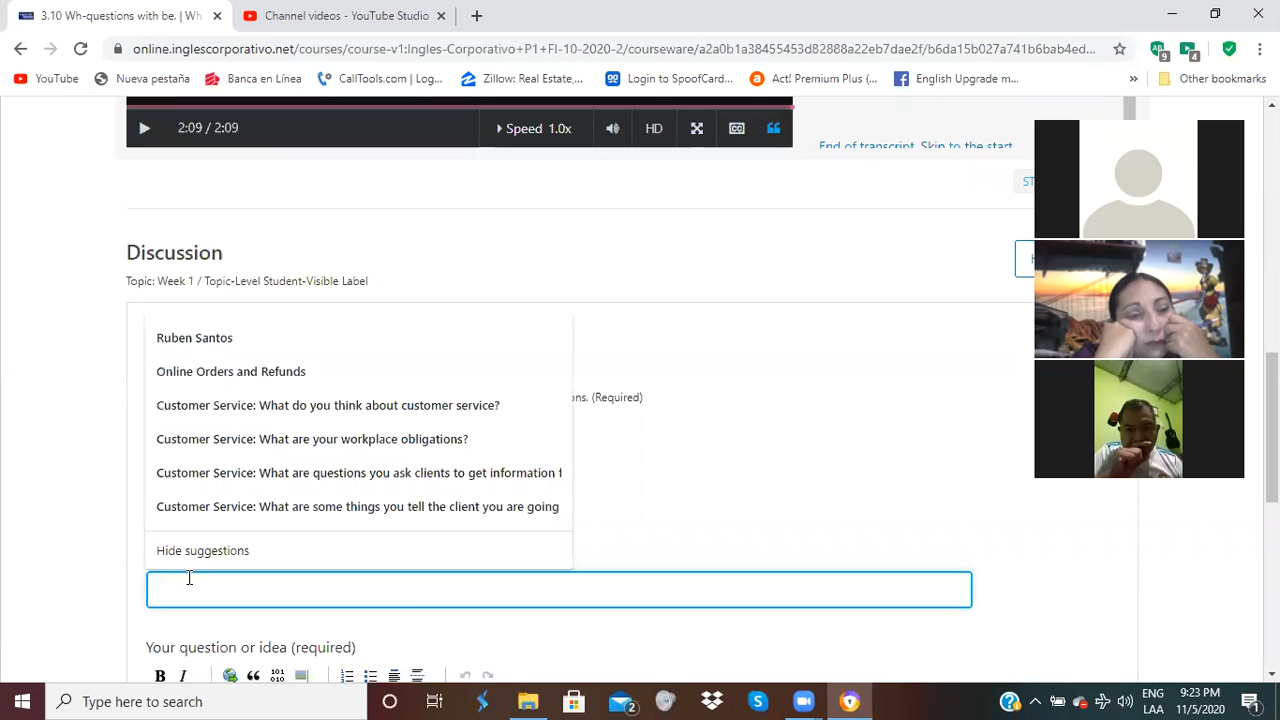 3.10 Wh-questions with be. | Wh
Channel videos - YouTube Studio
online.inglescorporativo.net/courses/course-v1:Ingles-Corporativo+P1+FI-10-2020-2/courseware/a2a0b1a38455453d82888a22eb7dae2f/b6da15b027a741b6bab4ed...
9
4
YouTube
Nueva pestaña
Banca en Línea
CallTools.com | Log...
Zillow: Real Estate,...
Login to SpoofCard...
Act! Premium Plus (...
English Upgrade m...
»
Other bookmarks
2:09 / 2:09
Speed 1.0x
HD
CC
End of transcript. Skip to the start.
ST
Discussion
H
Topic: Week 1 / Topic-Level Student-Visible Label
Ruben Santos
Online Orders and Refunds
ons. (Required)
Customer Service: What do you think about customer service?
Customer Service: What are your workplace obligations?
Customer Service: What are questions you ask clients to get information f
Customer Service: What are some things you tell the client you are going
Hide suggestions
Your question or idea (required)
B I
Type here to search
2
ENG
LAA
9:23 PM
11/5/2020
1